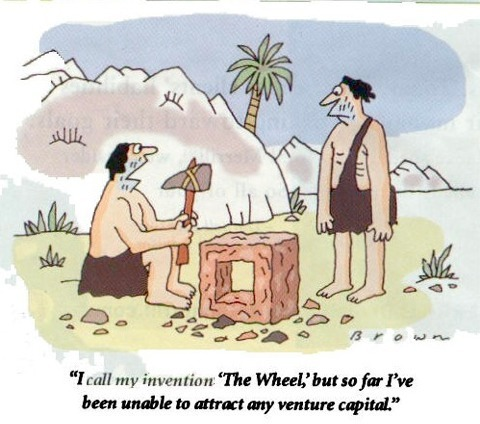 Brown
“I call my invention ‘The Wheel,’ but so far I’ve
been unable to attract any venture capital.”